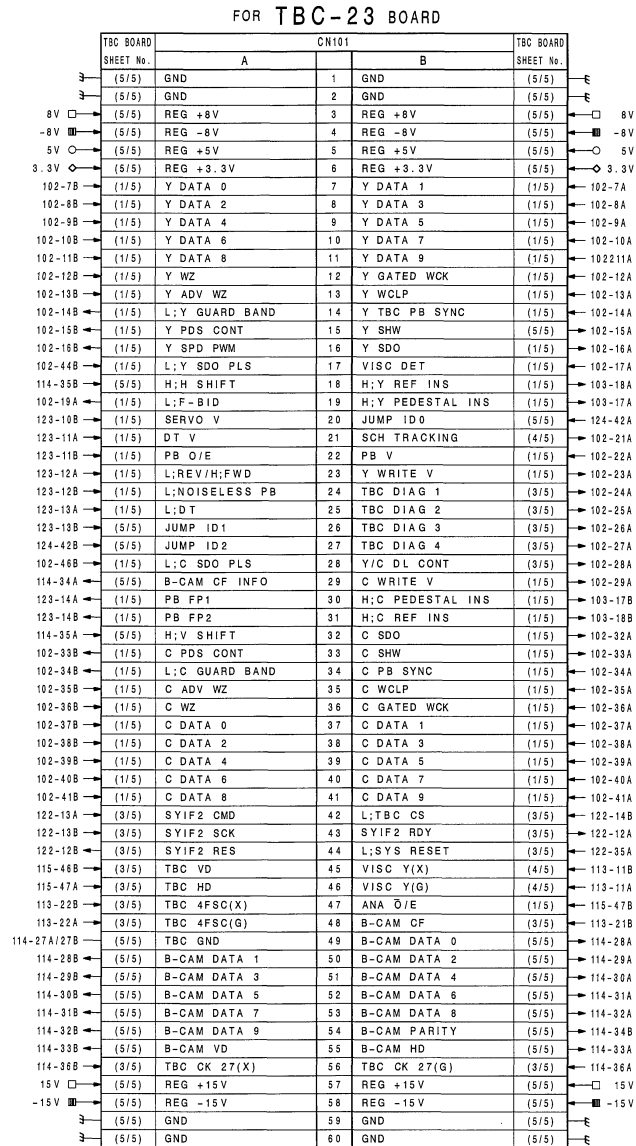 FOR TBC-23 BOARD
TBC BOARD CN101 TBC BOARD
SHEET No. A B SHEET No.
(5/5) GND 1 GND (5/5)
(5/5) GND 2 GND (5/5)
8V (5/5) REG +8V 3 REG +8V (5/5) 8V
-8V (5/5) REG -8V 4 REG -8V (5/5) -8V
5V (5/5) REG +5V 5 REG +5V (5/5) 5V
3.3V (5/5) REG +3.3V 6 REG +3.3V (5/5) 3.3V
102-7B (1/5) Y DATA 0 7 Y DATA 1 (1/5) 102-7A
102-8B (1/5) Y DATA 2 8 Y DATA 3 (1/5) 102-8A
102-9B (1/5) Y DATA 4 9 Y DATA 5 (1/5) 102-9A
102-10B (1/5) Y DATA 6 10 Y DATA 7 (1/5) 102-10A
102-11B (1/5) Y DATA 8 11 Y DATA 9 (1/5) 102211A
102-12B (1/5) Y WZ 12 Y GATED WCK (1/5) 102-12A
102-13B (1/5) Y ADV WZ 13 Y WCLP (1/5) 102-13A
102-14B (1/5) L;Y GUARD BAND 14 Y TBC PB SYNC (1/5) 102-14A
102-15B (1/5) Y PDS CONT 15 Y SHW (5/5) 102-15A
102-16B (1/5) Y SPD PWM 16 Y SDO (1/5) 102-16A
102-44B (1/5) L;Y SDO PLS 17 VISC DET (1/5) 102-17A
114-35B (5/5) H;H SHIFT 18 H;Y REF INS (1/5) 103-18A
102-19A (1/5) L;F-BID 19 H;Y PEDESTAL INS (1/5) 103-17A
123-10B (1/5) SERVO V 20 JUMP ID0 (5/5) 124-42A
123-11A (1/5) DT V 21 SCH TRACKING (4/5) 102-21A
123-11B (1/5) PB O/E 22 PB V (1/5) 102-22A
123-12A (1/5) L;REV/H;FWD 23 Y WRITE V (1/5) 102-23A
123-12B (1/5) L;NOISELESS PB 24 TBC DIAG 1 (3/5) 102-24A
123-13A (1/5) L;DT 25 TBC DIAG 2 (3/5) 102-25A
123-13B (5/5) JUMP ID1 26 TBC DIAG 3 (3/5) 102-26A
124-42B (5/5) JUMP ID2 27 TBC DIAG 4 (3/5) 102-27A
102-46B (1/5) L;C SDO PLS 28 Y/C DL CONT (3/5) 102-28A
114-34A (5/5) B-CAM CF INFO 29 C WRITE V (1/5) 102-29A
123-14A (1/5) PB FP1 30 H;C PEDESTAL INS (1/5) 103-17B
123-14B (1/5) PB FP2 31 H;C REF INS (1/5) 103-18B
114-35A (5/5) H;V SHIFT 32 C SDO (1/5) 102-32A
102-33B (1/5) C PDS CONT 33 C SHW (1/5) 102-33A
102-34B (1/5) L;C GUARD BAND 34 C PB SYNC (1/5) 102-34A
102-35B (1/5) C ADV WZ 35 C WCLP (1/5) 102-35A
102-36B (1/5) C WZ 36 C GATED WCK (1/5) 102-36A
102-37B (1/5) C DATA 0 37 C DATA 1 (1/5) 102-37A
102-38B (1/5) C DATA 2 38 C DATA 3 (1/5) 102-38A
102-39B (1/5) C DATA 4 39 C DATA 5 (1/5) 102-39A
102-40B (1/5) C DATA 6 40 C DATA 7 (1/5) 102-40A
102-41B (1/5) C DATA 8 41 C DATA 9 (1/5) 102-41A
122-13A (3/5) SYIF2 CMD 42 L;TBC CS (3/5) 122-14B
122-13B (3/5) SYIF2 SCK 43 SYIF2 RDY (3/5) 122-12A
122-12B (3/5) SYIF2 RES 44 L;SYS RESET (3/5) 122-35A
115-46B (3/5) TBC VD 45 VISC Y(X) (4/5) 113-11B
115-47A (3/5) TBC HD 46 VISC Y(G) (4/5) 113-11A
113-22B (3/5) TBC 4FSC(X) 47 ANA O̅/E (1/5) 115-47B
113-22A (3/5) TBC 4FSC(G) 48 B-CAM CF (3/5) 113-21B
114-27A/27B (5/5) TBC GND 49 B-CAM DATA 0 (5/5) 114-28A
114-28B (5/5) B-CAM DATA 1 50 B-CAM DATA 2 (5/5) 114-29A
114-29B (5/5) B-CAM DATA 3 51 B-CAM DATA 4 (5/5) 114-30A
114-30B (5/5) B-CAM DATA 5 52 B-CAM DATA 6 (5/5) 114-31A
114-31B (5/5) B-CAM DATA 7 53 B-CAM DATA 8 (5/5) 114-32A
114-32B (5/5) B-CAM DATA 9 54 B-CAM PARITY (5/5) 114-34B
114-33B (5/5) B-CAM VD 55 B-CAM HD (5/5) 114-33A
114-36B (3/5) TBC CK 27(X) 56 TBC CK 27(G) (3/5) 114-36A
15V (5/5) REG +15V 57 REG +15V (5/5) 15V
-15V (5/5) REG -15V 58 REG -15V (5/5) -15V
(5/5) GND 59 GND (5/5)
(5/5) GND 60 GND (5/5)